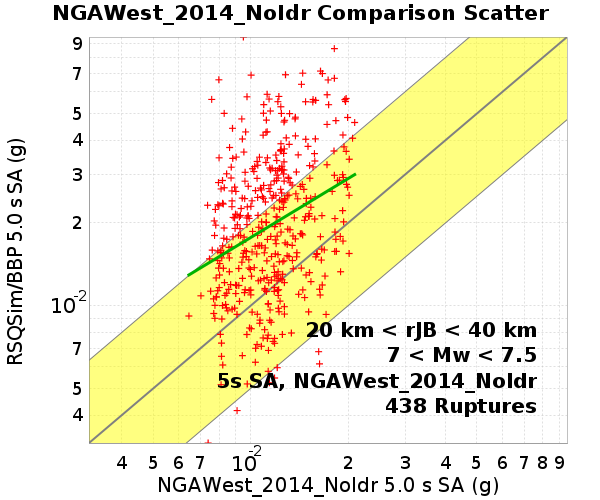 NGAWest_2014_NoIdr Comparison Scatter
RSQSim/BBP 5.0 s SA (g)
9
7
5
4
3
2
10-2
7
5
4
20 km < rJB < 40 km
7 < Mw < 7.5
5s SA, NGAWest_2014_NoIdr
438 Ruptures
4 5 6 7 10-2 2 3 4 5 6 7 8 9
NGAWest_2014_NoIdr 5.0 s SA (g)